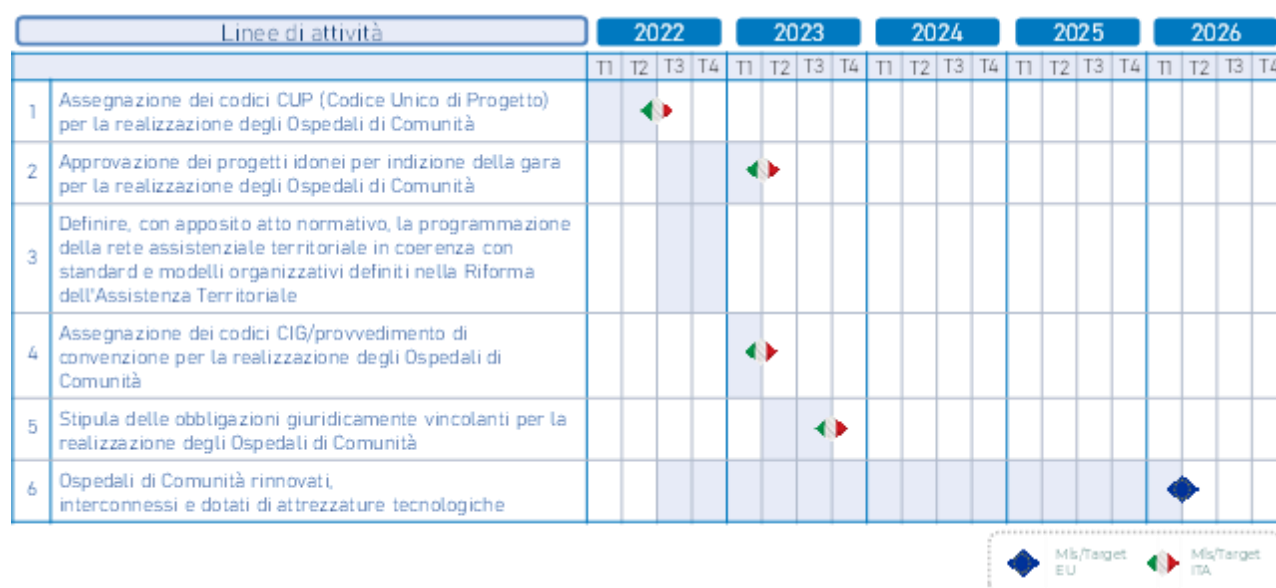 Linee di attività 2022 2023 2024 2025 2026
T1 T2 T3 T4 T1 T2 T3 T4 T1 T2 T3 T4 T1 T2 T3 T4 T1 T2 T3 T4
1 Assegnazione dei codici CUP (Codice Unico di Progetto)
per la realizzazione degli Ospedali di Comunità
2 Approvazione dei progetti idonei per indizione della gara
per la realizzazione degli Ospedali di Comunità
3 Definire, con apposito atto normativo, la programmazione
della rete assistenziale territoriale in coerenza con
standard e modelli organizzativi definiti nella Riforma
dell'Assistenza Territoriale
4 Assegnazione dei codici CIG/provvedimento di
convenzione per la realizzazione degli Ospedali di
Comunità
5 Stipula delle obbligazioni giuridicamente vincolanti per la
realizzazione degli Ospedali di Comunità
6 Ospedali di Comunità rinnovati,
interconnessi e dotati di attrezzature tecnologiche
Mls/Target
EU
Mls/Target
ITA